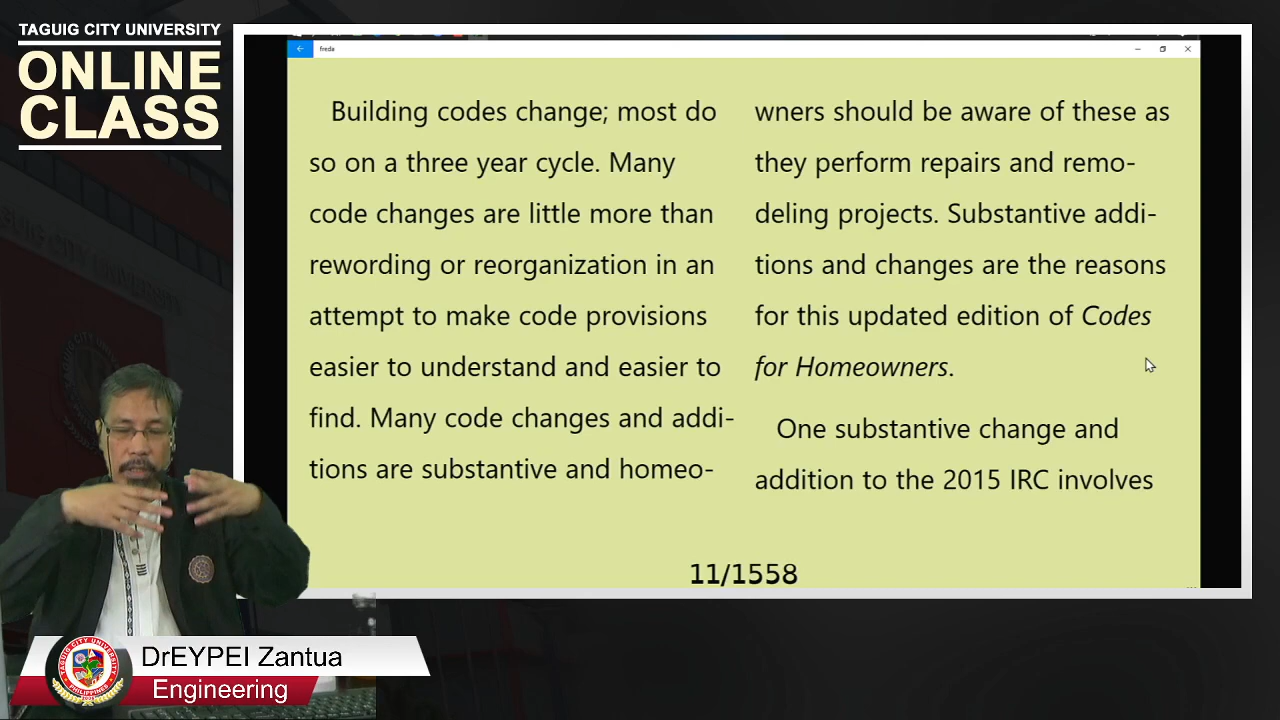 TAGUIG CITY UNIVERSITY
ONLINE
CLASS
freda
Building codes change; most do
so on a three year cycle. Many
code changes are little more than
rewording or reorganization in an
attempt to make code provisions
easier to understand and easier to
find. Many code changes and addi-
tions are substantive and homeo-
wners should be aware of these as
they perform repairs and remo-
deling projects. Substantive addi-
tions and changes are the reasons
for this updated edition of Codes
for Homeowners.
One substantive change and
addition to the 2015 IRC involves
11/1558
DrEYPEI Zantua
Engineering